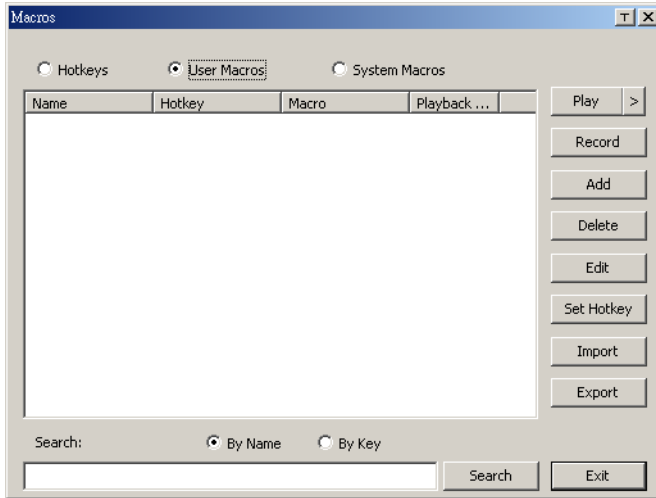 Macros T X
Hotkeys User Macros System Macros
Name Hotkey Macro Playback ... Play >
Record
Add
Delete
Edit
Set Hotkey
Import
Export
Search: By Name By Key
Search Exit